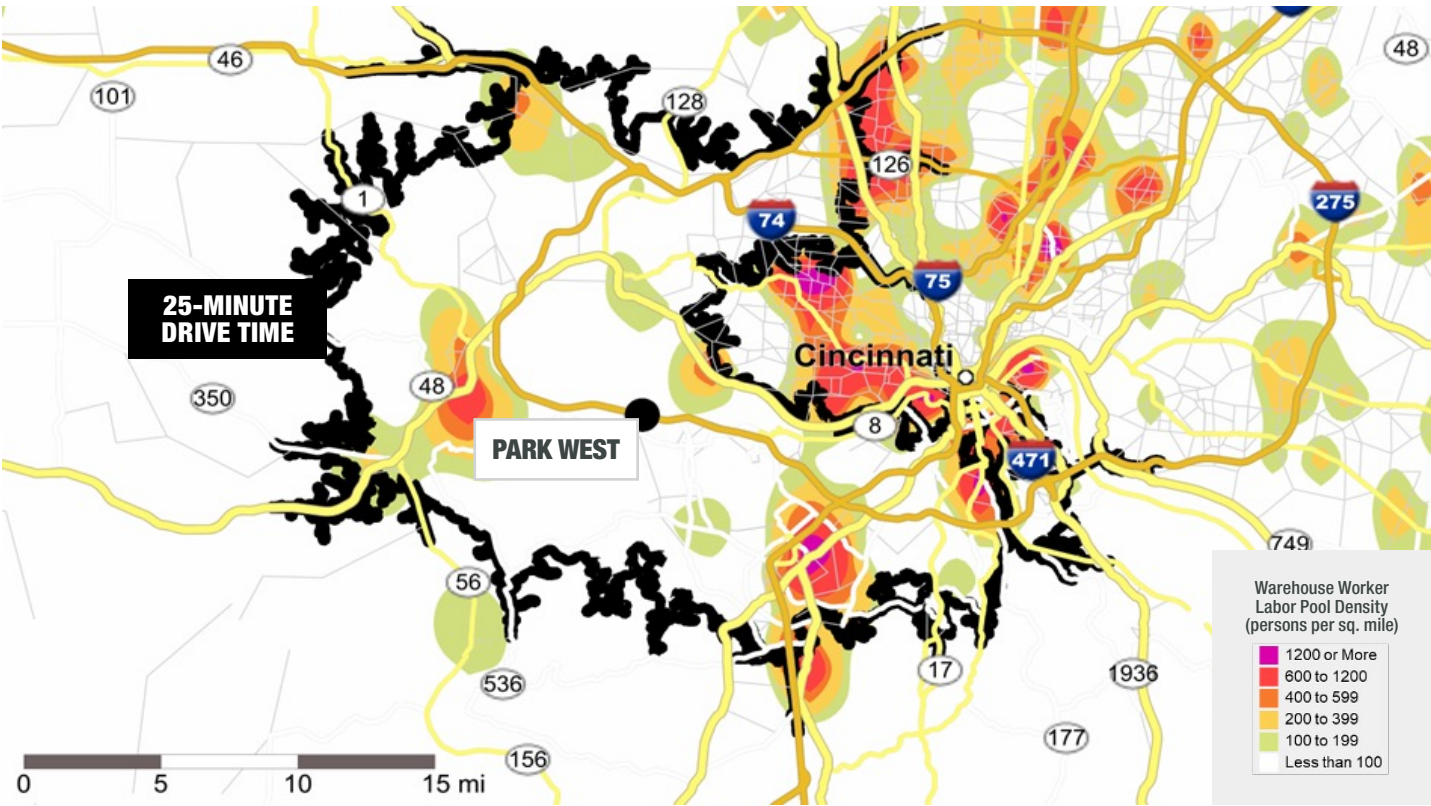 46
48
101
128
126
1
74
275
75
25-MINUTE
DRIVE TIME
Cincinnati
48
350
PARK WEST
8
471
749
56
536
17
1936
177
156
0 5 10 15 mi
Warehouse Worker
Labor Pool Density
(persons per sq. mile)
1200 or More
600 to 1200
400 to 599
200 to 399
100 to 199
Less than 100